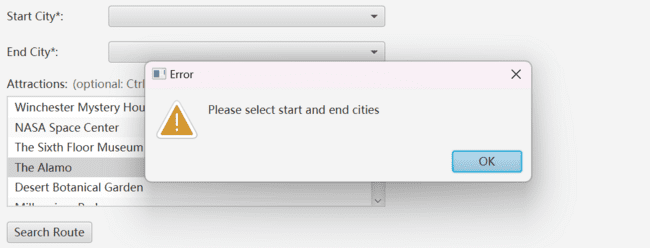 Start City*:
End City*:
Error
Attractions: (optional: Ctrl
Please select start and end cities
Winchester Mystery Hou
NASA Space Center
The Sixth Floor Museum
The Alamo
OK
Desert Botanical Garden
Search Route